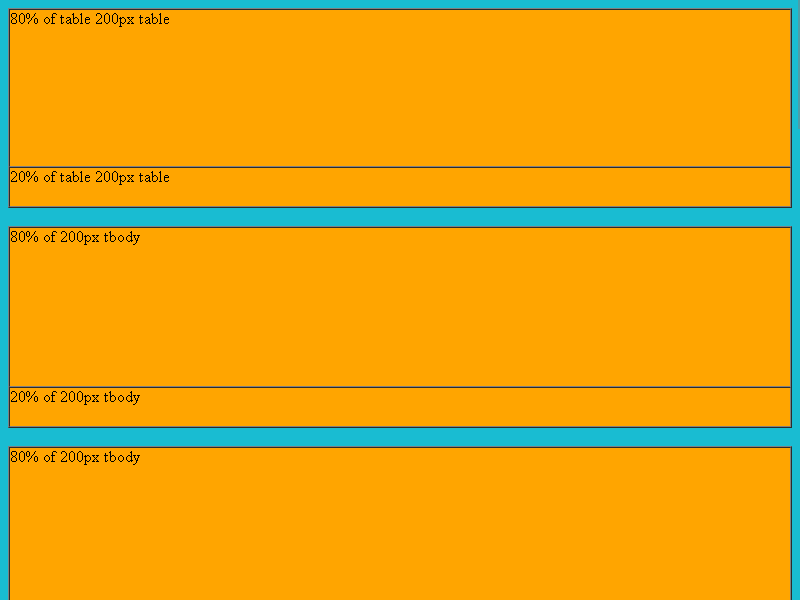 80% of table 200px table
20% of table 200px table
80% of 200px tbody
20% of 200px tbody
80% of 200px tbody